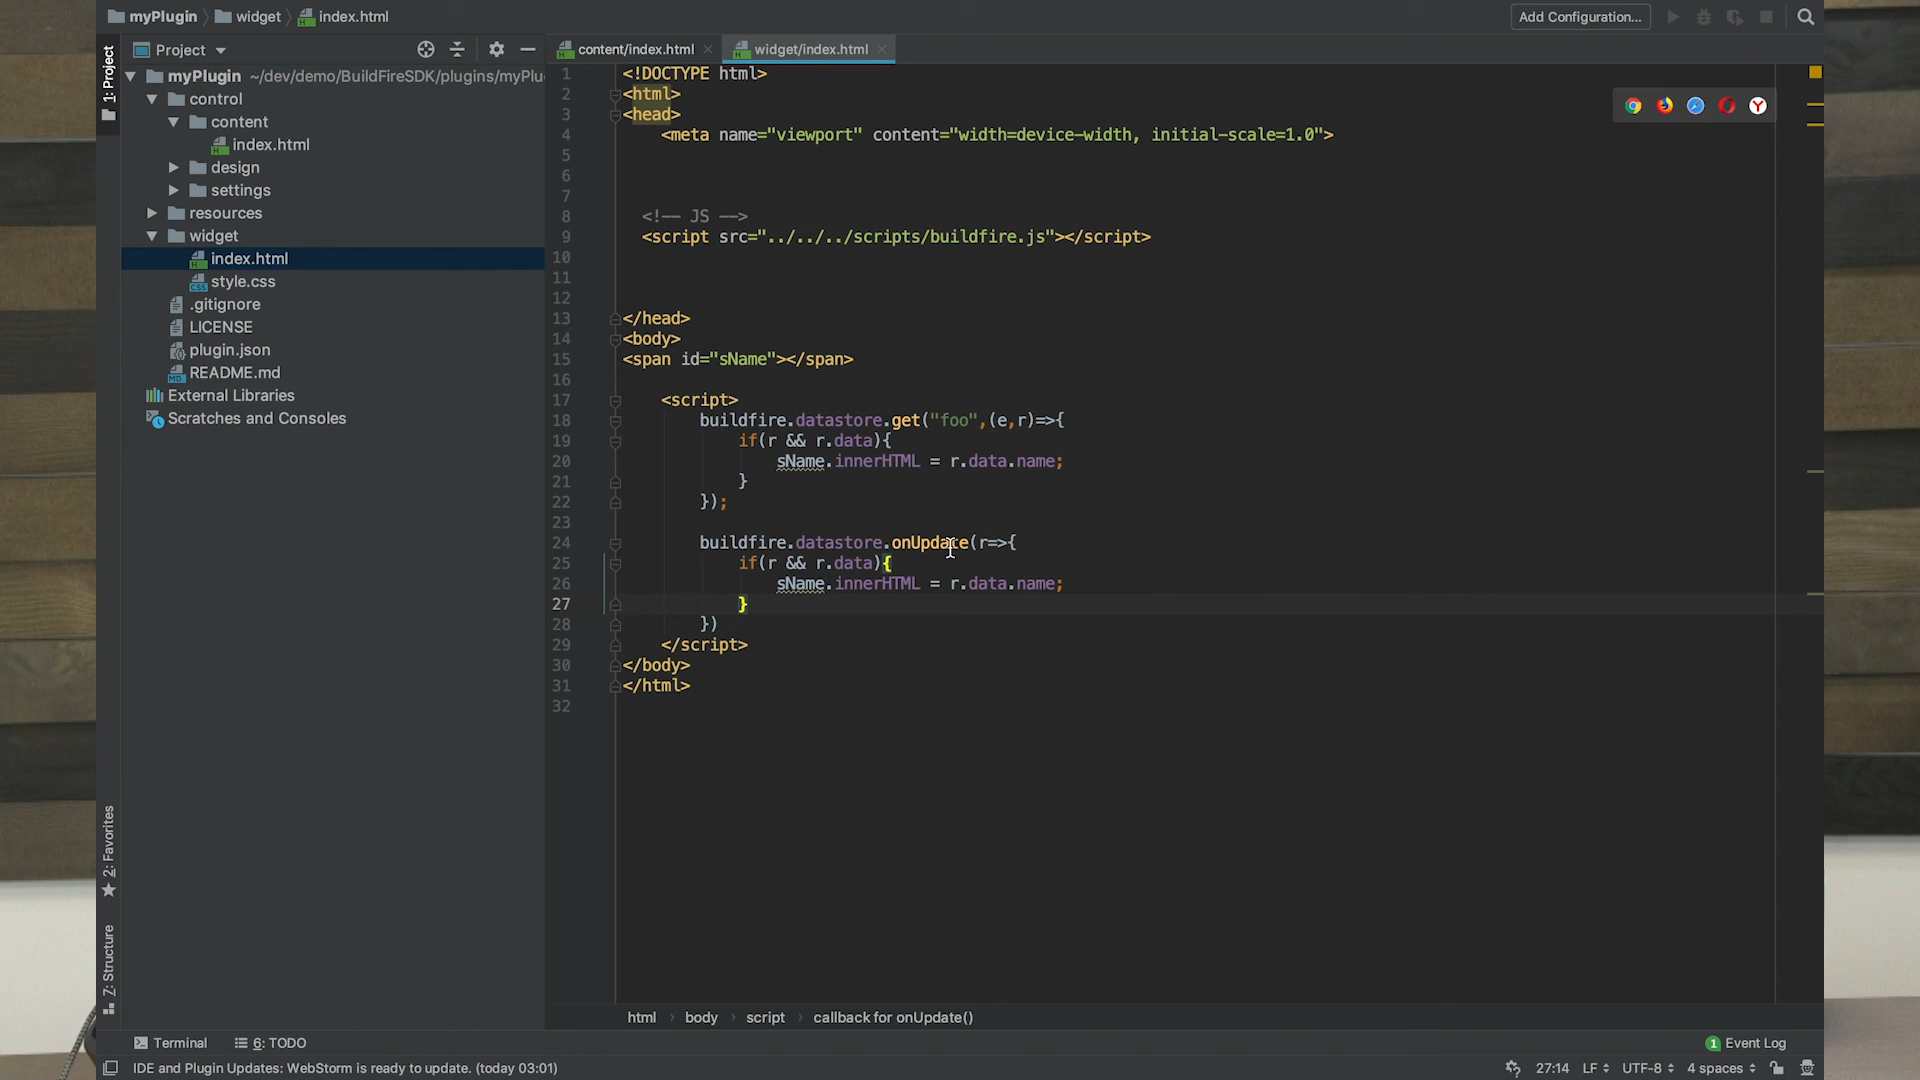 myPlugin widget index.html
Add Configuration...
1: Project
Project
content/index.html
widget/index.html
myPlugin ~/dev/demo/BuildFireSDK/plugins/myPlu
control
content
index.html
design
settings
resources
widget
index.html
style.css
.gitignore
LICENSE
plugin.json
README.md
External Libraries
Scratches and Consoles
1 <!DOCTYPE html>
2 <html>
3 <head>
4 <meta name="viewport" content="width=device-width, initial-scale=1.0">
5
6
7
8 <!-- JS -->
9 <script src="../../../scripts/buildfire.js"></script>
10
11
12
13 </head>
14 <body>
15 <span id="sName"></span>
16
17 <script>
18 buildfire.datastore.get("foo",(e,r)=>{
19 if(r && r.data){
20 sName.innerHTML = r.data.name;
21 }
22 });
23
24 buildfire.datastore.onUpdate(r=>{
25 if(r && r.data){
26 sName.innerHTML = r.data.name;
27 }
28 })
29 </script>
30 </body>
31 </html>
32
2: Favorites
Z: Structure
html body script callback for onUpdate()
Terminal
6: TODO
1 Event Log
IDE and Plugin Updates: WebStorm is ready to update. (today 03:01)
27:14 LF UTF-8 4 spaces